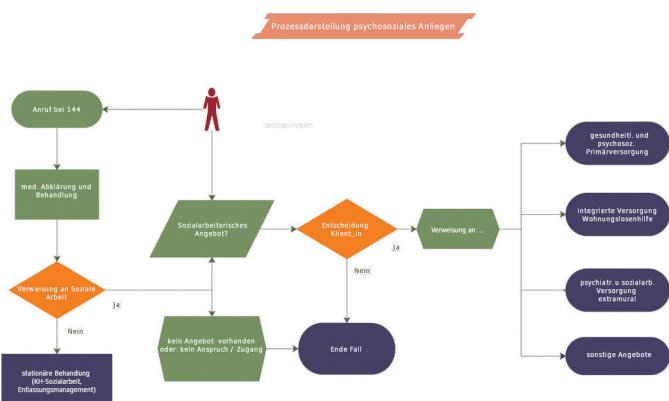 Prozessdarstellung psychosoziales Anliegen
Anruf bei 144
med. Abklärung und
Behandlung
Verweisung an Soziale
Arbeit
Ja
Nein
stationäre Behandlung
(KH-Sozialarbeit,
Entlassungsmanagement)
Sozialarbeiterisches
Angebot?
kein Angebot vorhanden
oder: kein Anspruch / Zugang
Entscheidung
Klient_in
Ja
Nein
Ende Fall
Verweisung an ...
gesundheitl. und
psychosoz.
Primärversorgung
integrierte Versorgung
Wohnungslosenhilfe
psychiatr. u sozialarb.
Versorgung
extramural
sonstige Angebote